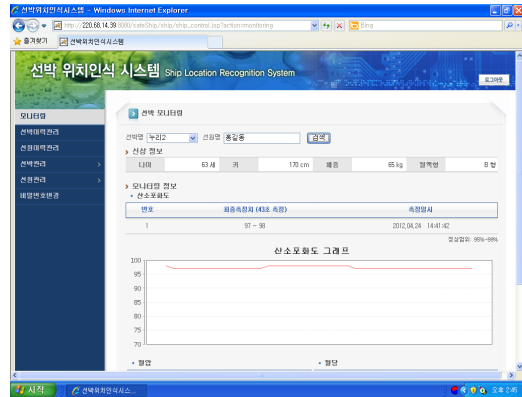 선박위치인식시스템 - Windows Internet Explorer
http://220.68.14.39:8000/safeShip/ship/ship_control.jsp?action=monitoring
Bing
즐겨찾기 선박위치인식시스템
선박 위치인식 시스템 Ship Location Recognition System
로그아웃
모니터링
선박이력관리
선원이력관리
선박관리
선원관리
비밀번호변경
선박 모니터링
선박명 누리2 선원명 홍길동 검색
신상 정보
나이 63 세 키 170 cm 체중 65 kg 혈액형 B 형
모니터링 정보
산소포화도
번호 최종측정치 (43초 측정) 측정일시
1 97 ~ 98 2012.04.24 14:41:42
정상범위: 95%~98%
산소포화도 그래프
100
95
90
85
80
75
70
혈압 혈당
시작 선박위치인식시스... 오후 2:45